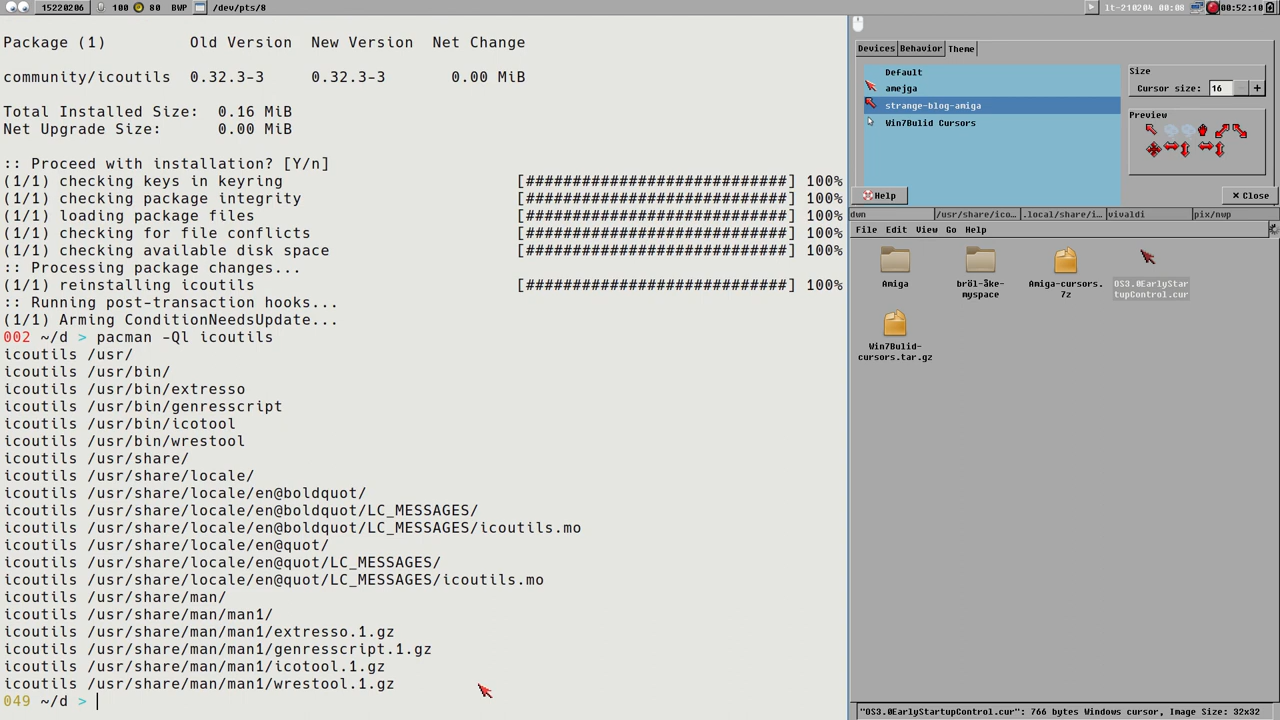 15220206 100 80 BWP /dev/pts/8 lt-210204 00:08 00:52:10
Package (1) Old Version New Version Net Change
community/icoutils 0.32.3-3 0.32.3-3 0.00 MiB
Total Installed Size: 0.16 MiB
Net Upgrade Size: 0.00 MiB
:: Proceed with installation? [Y/n]
(1/1) checking keys in keyring [############################] 100%
(1/1) checking package integrity [############################] 100%
(1/1) loading package files [############################] 100%
(1/1) checking for file conflicts [############################] 100%
(1/1) checking available disk space [############################] 100%
:: Processing package changes...
(1/1) reinstalling icoutils [############################] 100%
:: Running post-transaction hooks...
(1/1) Arming ConditionNeedsUpdate...
002 ~/d > pacman -Ql icoutils
icoutils /usr/
icoutils /usr/bin/
icoutils /usr/bin/extresso
icoutils /usr/bin/genresscript
icoutils /usr/bin/icotool
icoutils /usr/bin/wrestool
icoutils /usr/share/
icoutils /usr/share/locale/
icoutils /usr/share/locale/en@boldquot/
icoutils /usr/share/locale/en@boldquot/LC_MESSAGES/
icoutils /usr/share/locale/en@boldquot/LC_MESSAGES/icoutils.mo
icoutils /usr/share/locale/en@quot/
icoutils /usr/share/locale/en@quot/LC_MESSAGES/
icoutils /usr/share/locale/en@quot/LC_MESSAGES/icoutils.mo
icoutils /usr/share/man/
icoutils /usr/share/man/man1/
icoutils /usr/share/man/man1/extresso.1.gz
icoutils /usr/share/man/man1/genresscript.1.gz
icoutils /usr/share/man/man1/icotool.1.gz
icoutils /usr/share/man/man1/wrestool.1.gz
049 ~/d >
Devices Behavior Theme
Default
amejga
strange-blog-amiga
Win7Bulid Cursors
Size
Cursor size: 16 - +
Preview
Help
Close
dwn /usr/share/ico... .local/share/i... vivaldi pix/nwp
File Edit View Go Help
Amiga
bröl-åke-
myspace
Amiga-cursors.
7z
OS3.0EarlyStar
tupControl.cur
Win7Bulid-
cursors.tar.gz
"OS3.0EarlyStartupControl.cur": 766 bytes Windows cursor, Image Size: 32x32